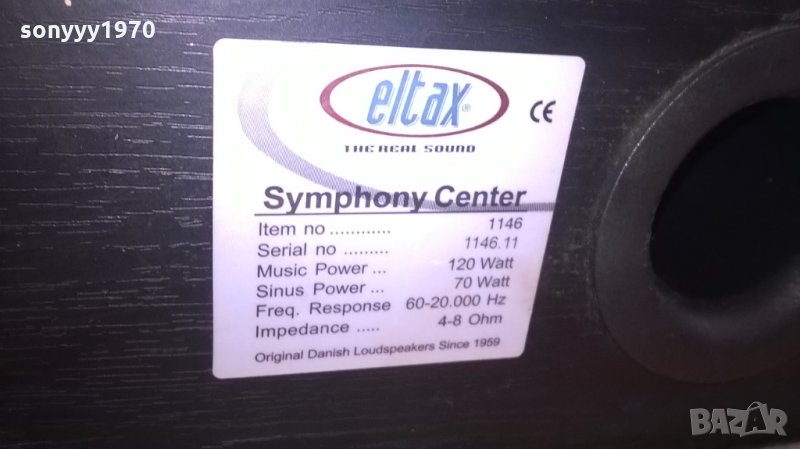 sonyyy1970
eltax®
CE
THE REAL SOUND
Symphony Center
Item no ............ 1146
Serial no ......... 1146.11
Music Power ... 120 Watt
Sinus Power ... 70 Watt
Freq. Response 60-20.000 Hz
Impedance ..... 4-8 Ohm
Original Danish Loudspeakers Since 1959
BAZAR